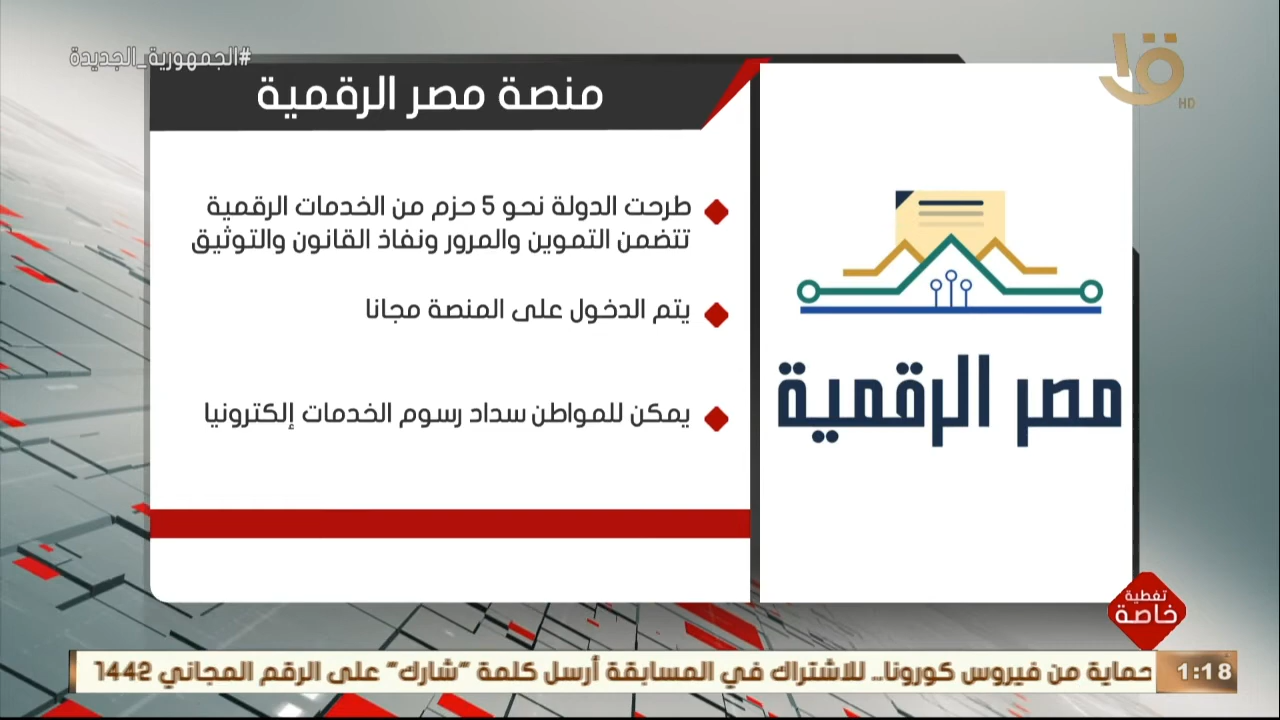 #الجمهورية_الجديدة
HD
منصة مصر الرقمية
طرحت الدولة نحو 5 حزم من الخدمات الرقمية
تتضمن التموين والمرور ونفاذ القانون والتوثيق
يتم الدخول على المنصة مجانا
يمكن للمواطن سداد رسوم الخدمات إلكترونيا
مصر الرقمية
تغطية
خاصة
1:18
حماية من فيروس كورونا.. للاشتراك في المسابقة أرسل كلمة "شارك" على الرقم المجاني 1442